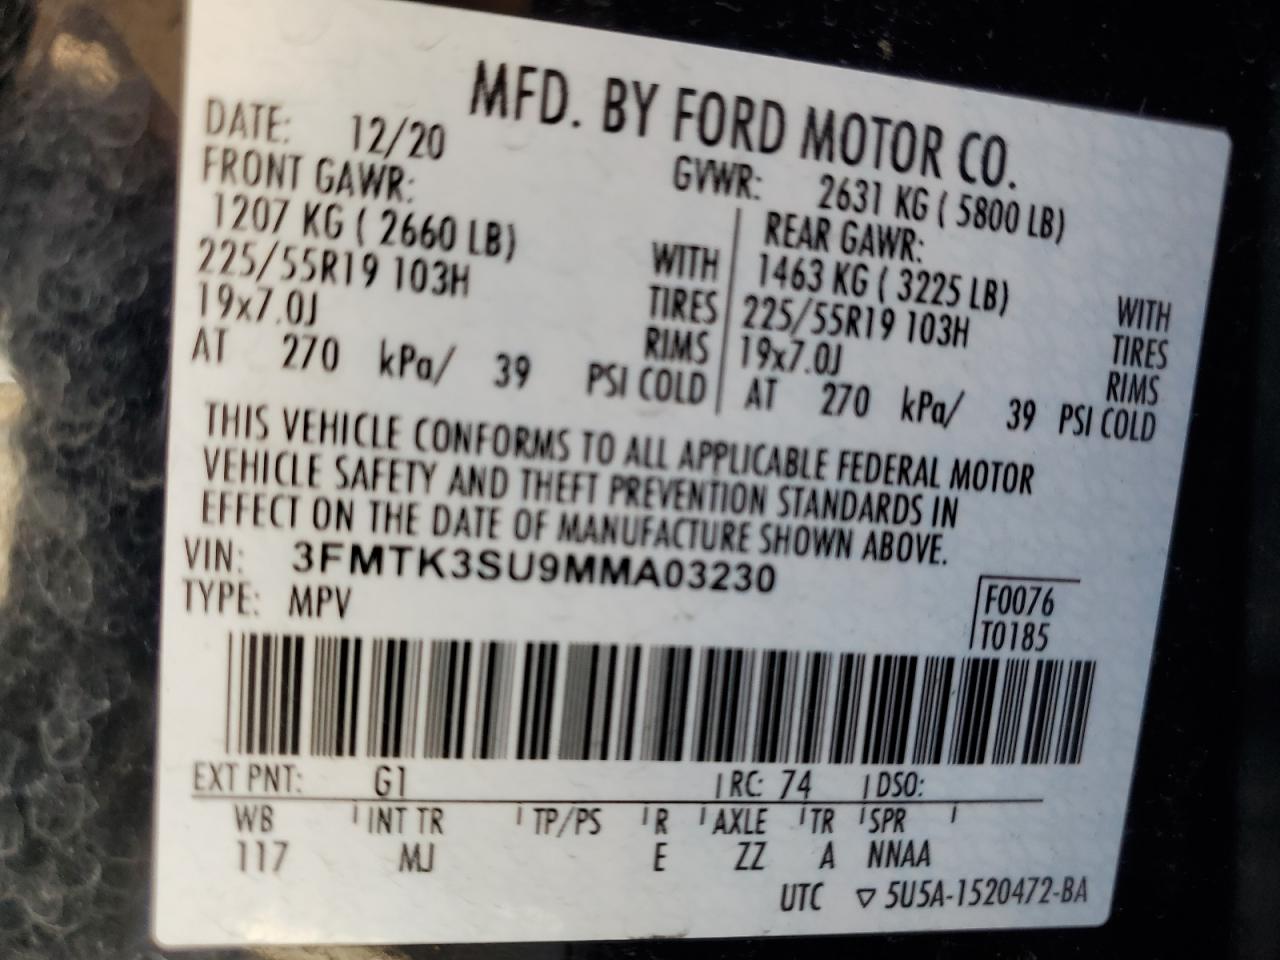 MFD. BY FORD MOTOR CO.
DATE: 12/20 GVWR: 2631 KG ( 5800 LB)
FRONT GAWR: REAR GAWR:
1207 KG ( 2660 LB) WITH 1463 KG ( 3225 LB) WITH
225/55R19 103H TIRES 225/55R19 103H TIRES
19x7.0J RIMS 19x7.0J RIMS
AT 270 kPa/ 39 PSI COLD AT 270 kPa/ 39 PSI COLD
THIS VEHICLE CONFORMS TO ALL APPLICABLE FEDERAL MOTOR
VEHICLE SAFETY AND THEFT PREVENTION STANDARDS IN
EFFECT ON THE DATE OF MANUFACTURE SHOWN ABOVE.
VIN: 3FMTK3SU9MMA03230
TYPE: MPV F0076
T0185
EXT PNT: G1 RC: 74 DSO:
WB INT TR TP/PS R AXLE TR SPR
117 MJ E ZZ A NNAA
UTC ▽ 5U5A-1520472-BA